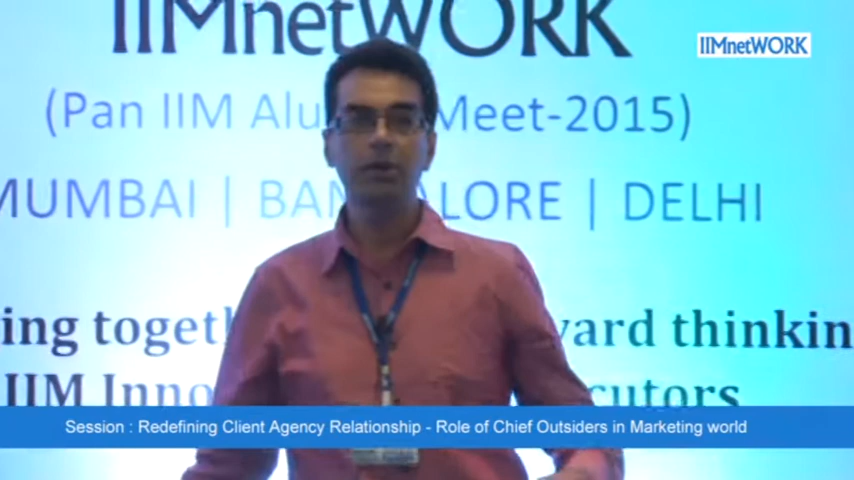 IIMnetWORK
IIMnetWORK
(Pan IIM Alu Meet-2015)
MUMBAI | BAN ALORE | DELHI
ing togeth ward thinkin
IIM Inno ecutors
Session : Redefining Client Agency Relationship - Role of Chief Outsiders in Marketing world